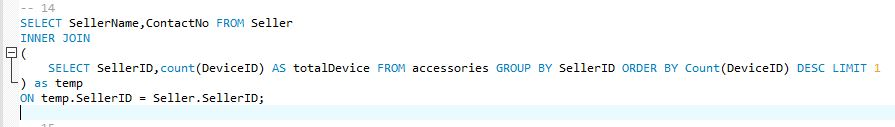 -- 14
SELECT SellerName,ContactNo FROM Seller
INNER JOIN
(
SELECT SellerID,count(DeviceID) AS totalDevice FROM accessories GROUP BY SellerID ORDER BY Count(DeviceID) DESC LIMIT 1
) as temp
ON temp.SellerID = Seller.SellerID;